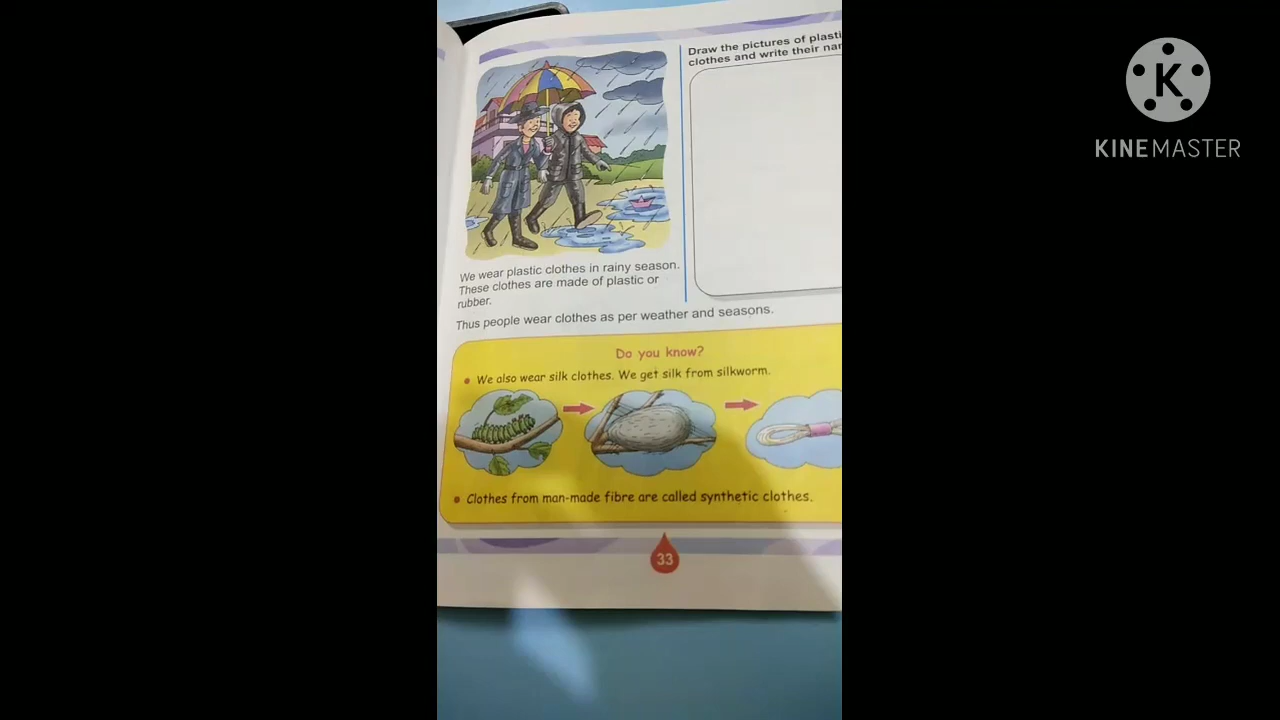 We wear plastic clothes in rainy season.
These clothes are made of plastic or
rubber.
Draw the pictures of
clothes and write their
Thus people wear clothes as per weather and seasons.
Do you know?
• We also wear silk clothes. We get silk from silkworm.
• Clothes from man-made fibre are called synthetic clothes.
33
K
KINEMASTER